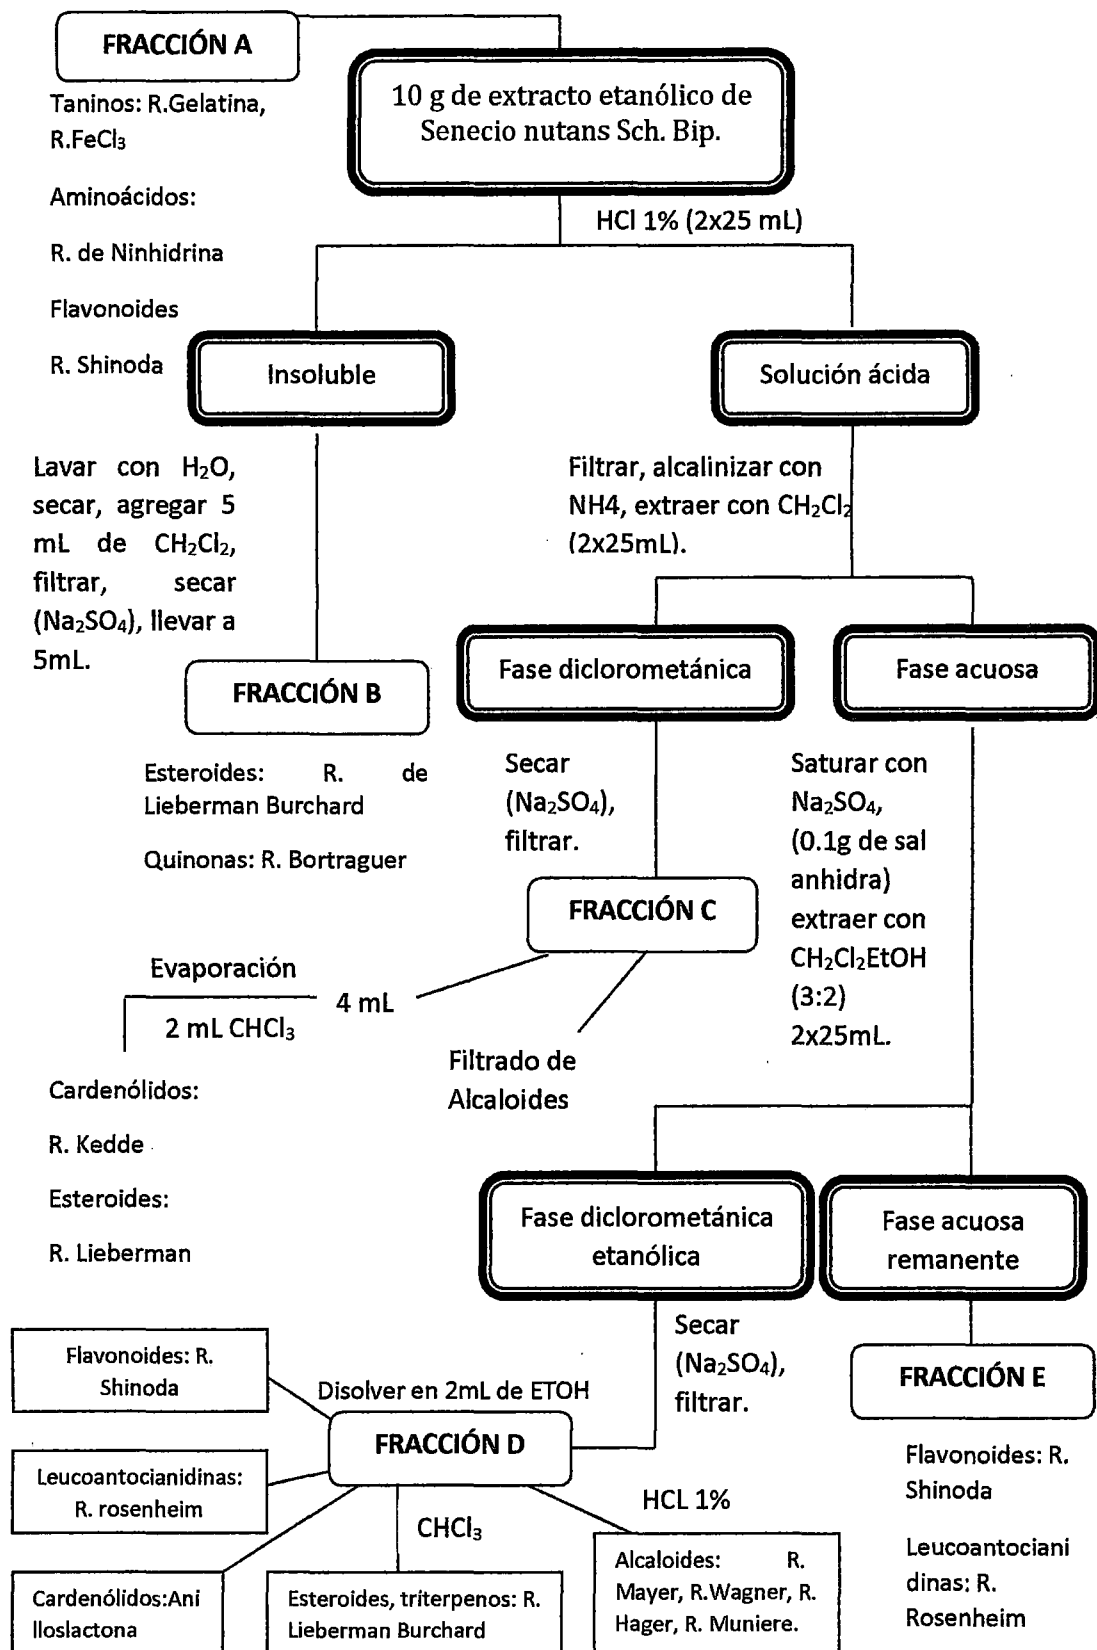 FRACCIÓN A
10 g de extracto etanólico de
Senecio nutans Sch. Bip.
Taninos: R.Gelatina,
R.FeCl₃
Aminoácidos:
R. de Ninhidrina
Flavonoides
R. Shinoda
HCl 1% (2x25 mL)
Insoluble
Solución ácida
Lavar con H₂O,
secar, agregar 5
mL de CH₂Cl₂,
filtrar, secar
(Na₂SO₄), llevar a
5mL.
Filtrar, alcalinizar con
NH4, extraer con CH₂Cl₂
(2x25mL).
FRACCIÓN B
Fase diclorometánica
Fase acuosa
Esteroides: R. de
Lieberman Burchard
Quinonas: R. Bortraguer
Secar
(Na₂SO₄),
filtrar.
Saturar con
Na₂SO₄,
(0.1g de sal
anhidra)
extraer con
CH₂Cl₂EtOH
(3:2)
2x25mL.
FRACCIÓN C
Evaporación
2 mL CHCl₃
4 mL
Filtrado de
Alcaloides
Cardenólidos:
R. Kedde
Esteroides:
R. Lieberman
Fase diclorometánica
etanólica
Fase acuosa
remanente
Secar
(Na₂SO₄),
filtrar.
FRACCIÓN E
Flavonoides: R.
Shinoda
Leucoantociani
dinas: R.
Rosenheim
Disolver en 2mL de ETOH
FRACCIÓN D
Flavonoides: R.
Shinoda
Leucoantocianidinas:
R. rosenheim
CHCl₃
HCL 1%
Cardenólidos:Ani
lloslactona
Esteroides, triterpenos: R.
Lieberman Burchard
Alcaloides: R.
Mayer, R.Wagner, R.
Hager, R. Muniere.